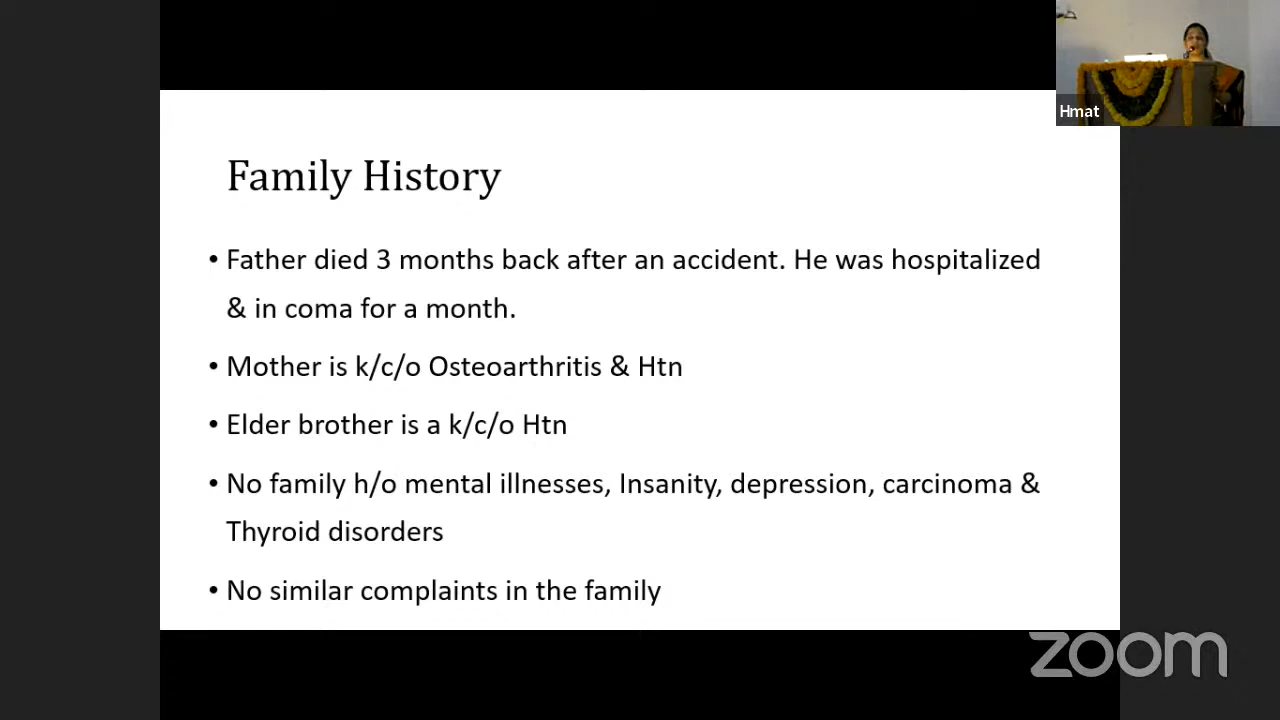 Hmat
Family History
• Father died 3 months back after an accident. He was hospitalized
& in coma for a month.
• Mother is k/c/o Osteoarthritis & Htn
• Elder brother is a k/c/o Htn
• No family h/o mental illnesses, Insanity, depression, carcinoma &
Thyroid disorders
• No similar complaints in the family
zoom